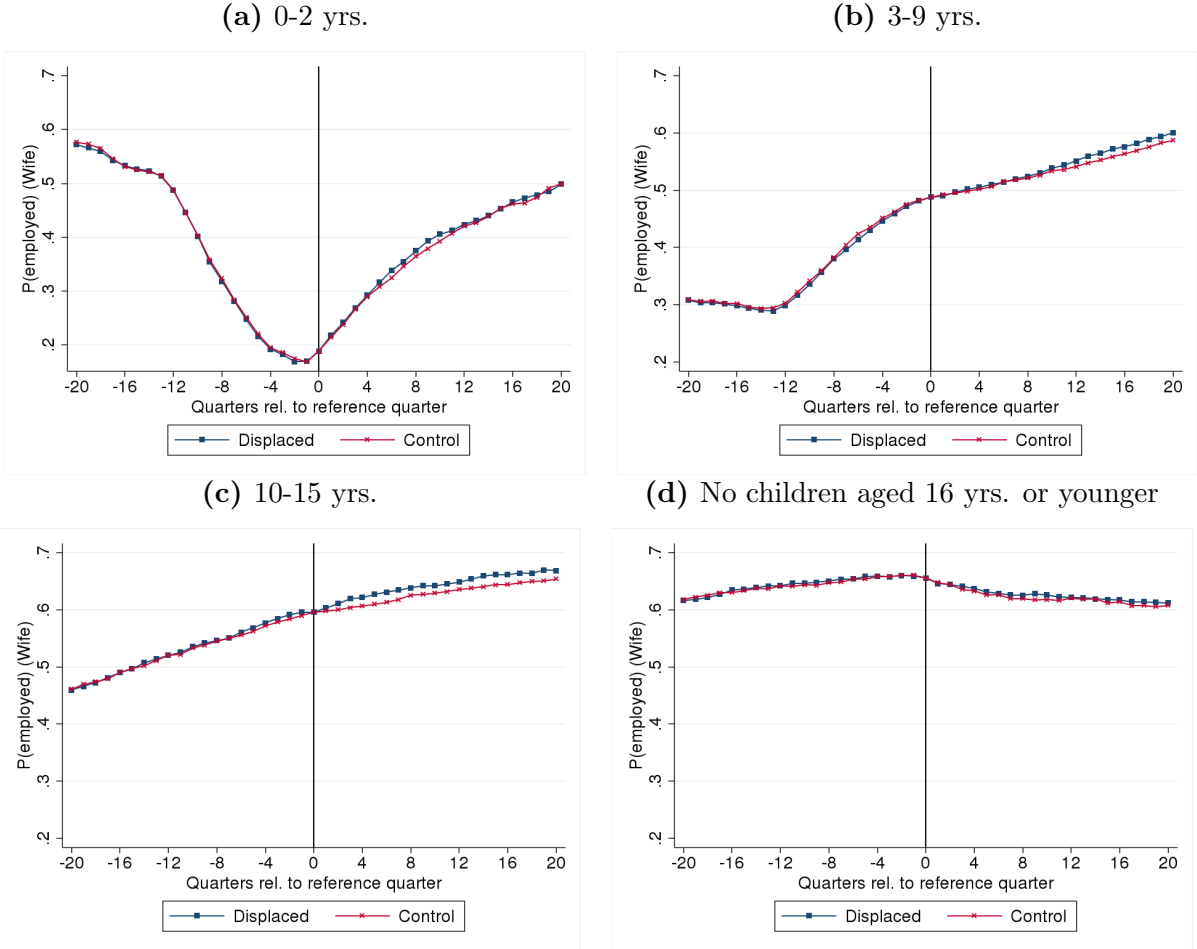 (a) 0-2 yrs.
(b) 3-9 yrs.
P(employed) (Wife)
.7
.6
.5
.4
.3
.2
-20 -16 -12 -8 -4 0 4 8 12 16 20
Quarters rel. to reference quarter
Displaced Control
P(employed) (Wife)
.7
.6
.5
.4
.3
.2
-20 -16 -12 -8 -4 0 4 8 12 16 20
Quarters rel. to reference quarter
Displaced Control
(c) 10-15 yrs.
(d) No children aged 16 yrs. or younger
P(employed) (Wife)
.7
.6
.5
.4
.3
.2
-20 -16 -12 -8 -4 0 4 8 12 16 20
Quarters rel. to reference quarter
Displaced Control
P(employed) (Wife)
.7
.6
.5
.4
.3
.2
-20 -16 -12 -8 -4 0 4 8 12 16 20
Quarters rel. to reference quarter
Displaced Control